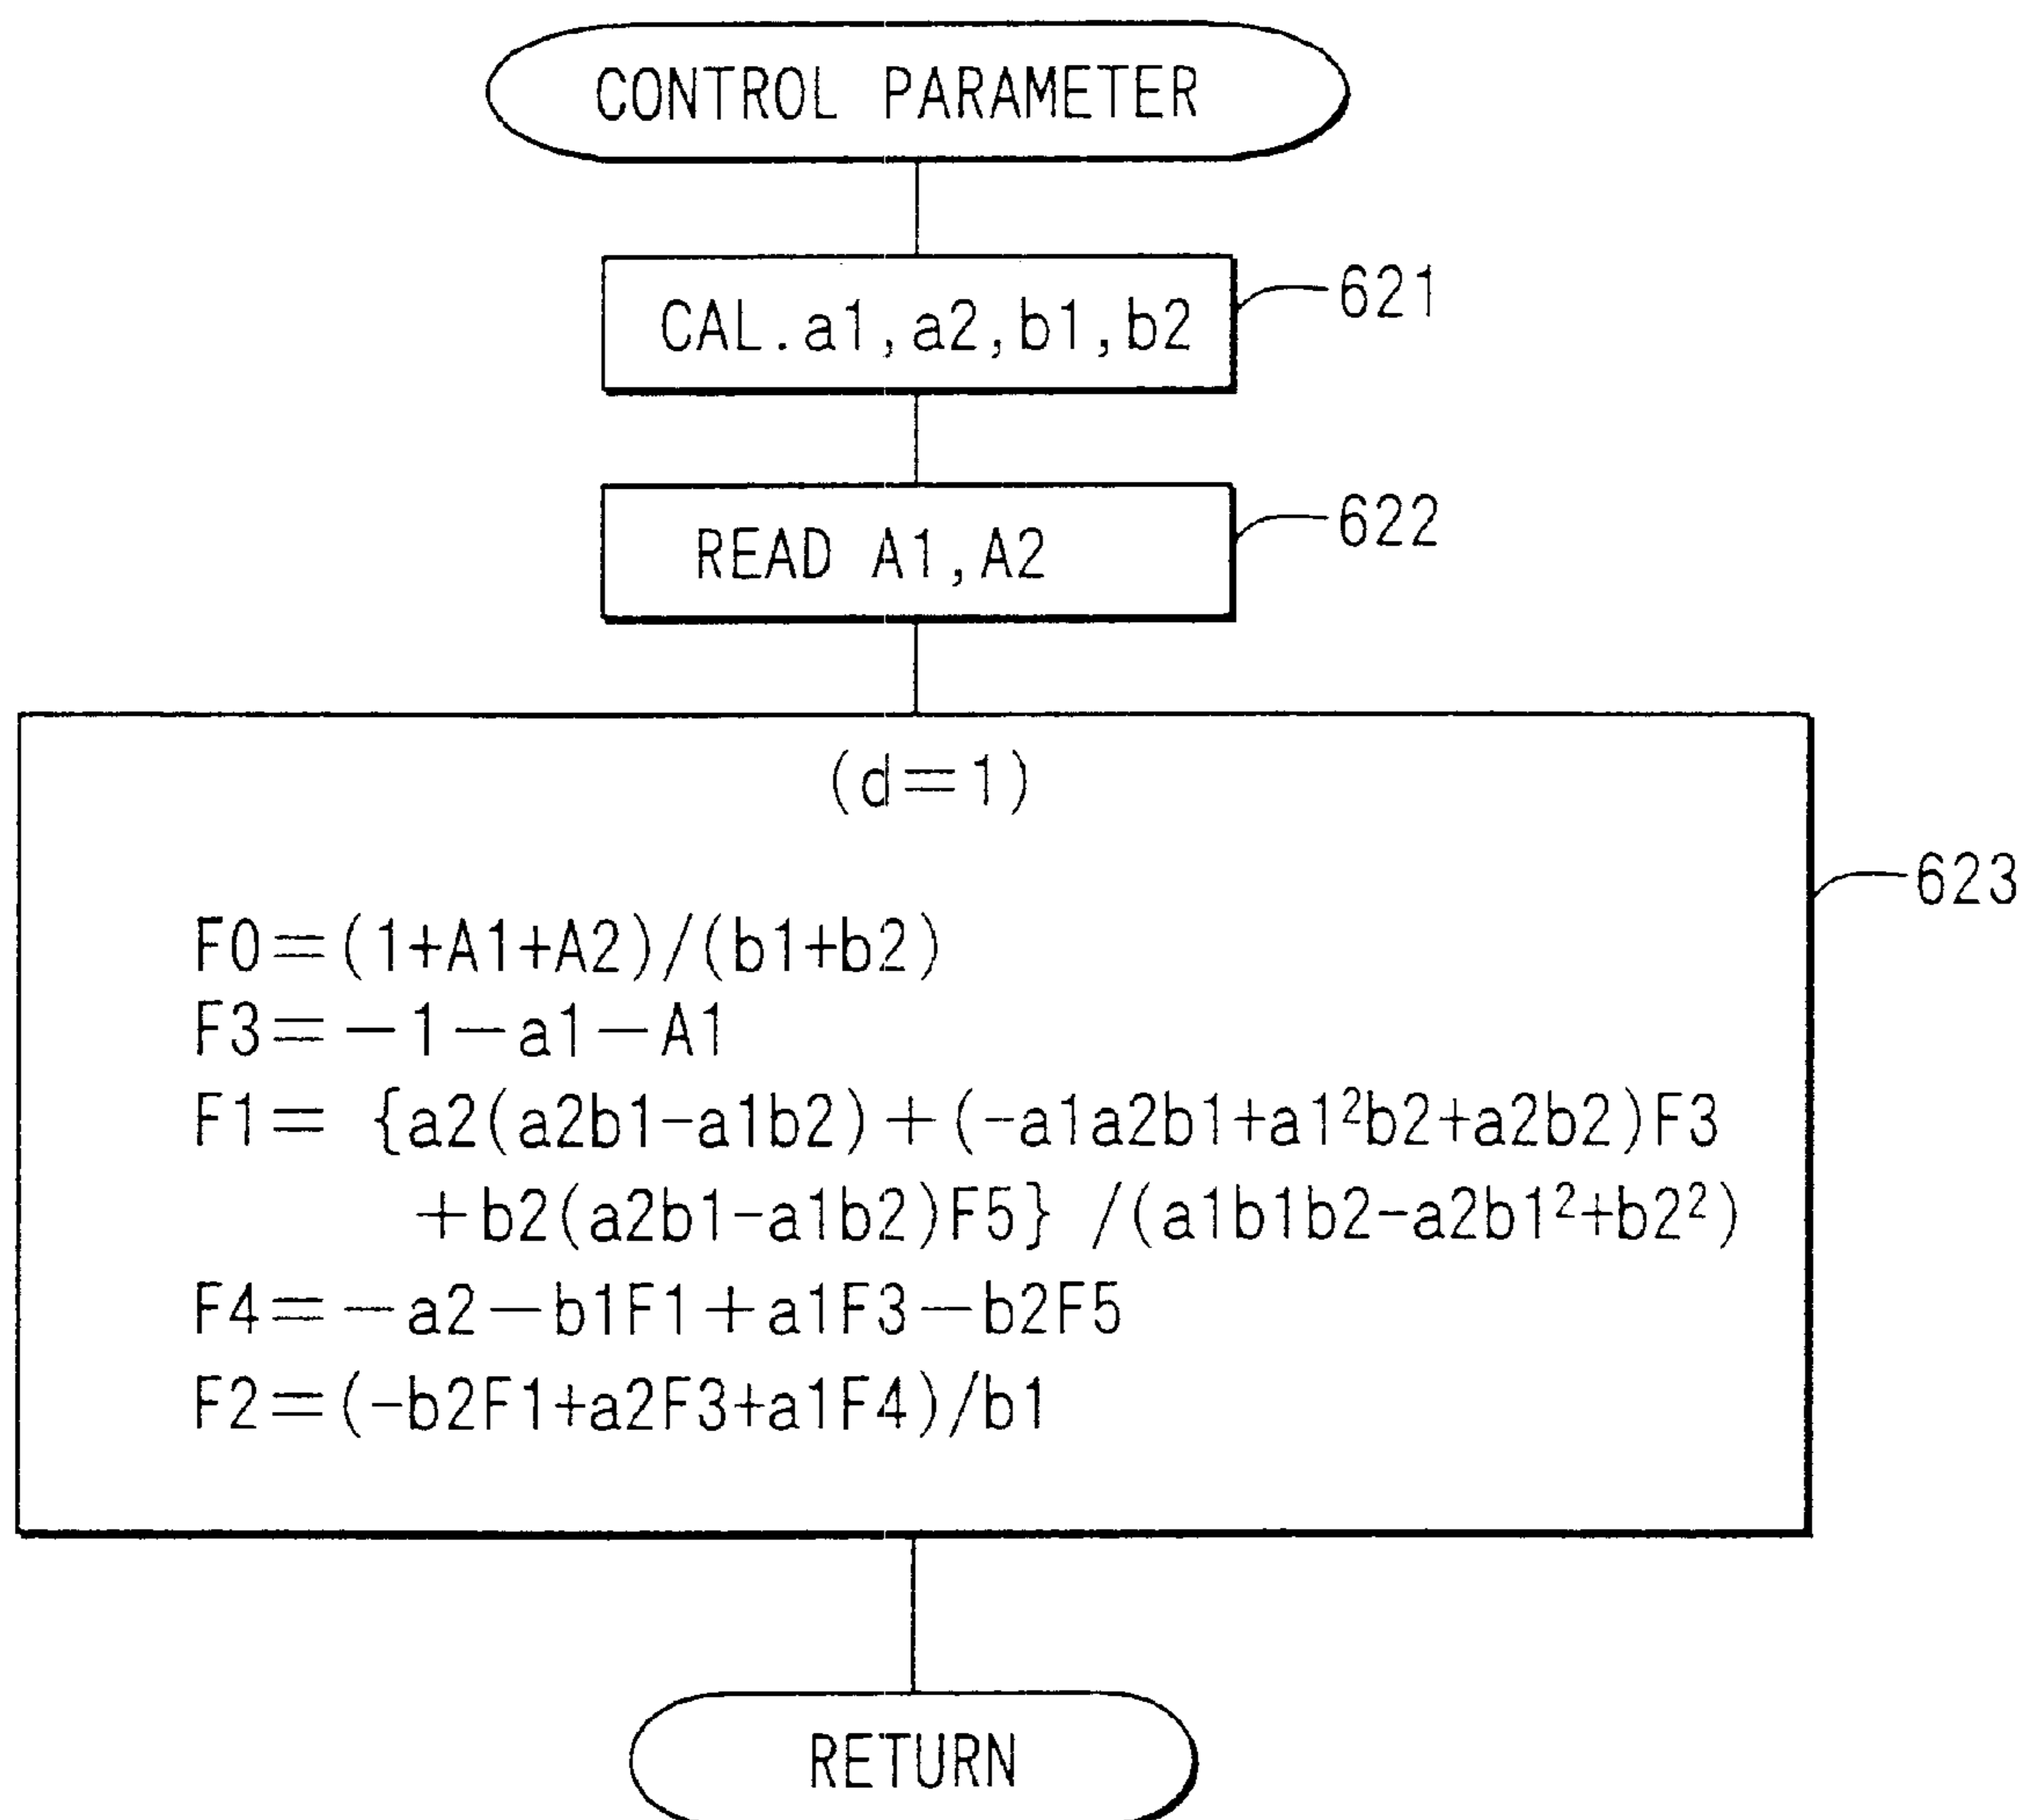 CONTROL PARAMETER
CAL.a1,a2,b1,b2
621
READ A1,A2
622
(d=1)
623
F0=(1+A1+A2)/(b1+b2)
F3=-1-a1-A1
F1= {a2(a2b1-a1b2)+(-a1a2b1+a1²b2+a2b2)F3
+b2(a2b1-a1b2)F5} /(a1b1b2-a2b1²+b2²)
F4=-a2-b1F1+a1F3-b2F5
F2=(-b2F1+a2F3+a1F4)/b1
RETURN